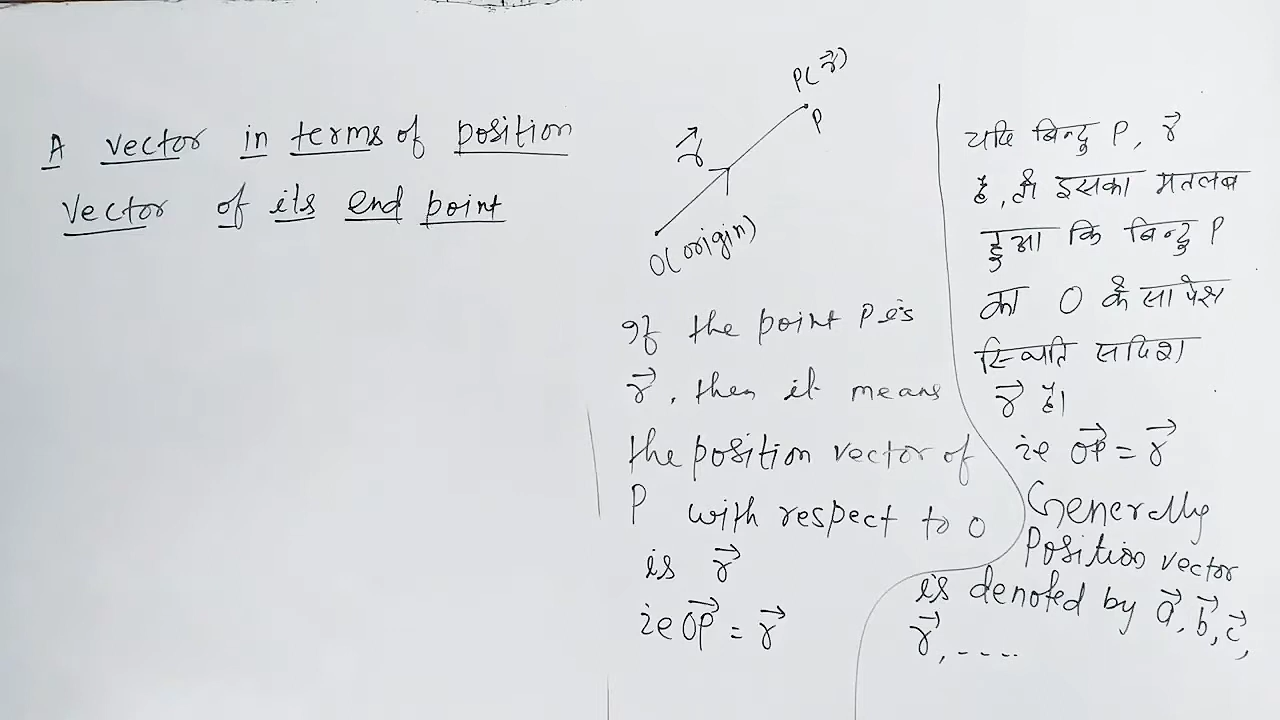 A vector in terms of position
Vector of its end point
P(r⃗)
P
r⃗
O(origin)
If the point P is
r⃗, then it means
the position vector of
P with respect to O
is r⃗
ie OP⃗ = r⃗
यदि बिन्दु P, r⃗
है, तो इसका मतलब
हुआ कि बिन्दु P
का O के सापेक्ष
स्थिति सदिश
r⃗ है।
ie OP⃗ = r⃗
Generally
Position vector
is denoted by a⃗, b⃗, c⃗,
r⃗, ----